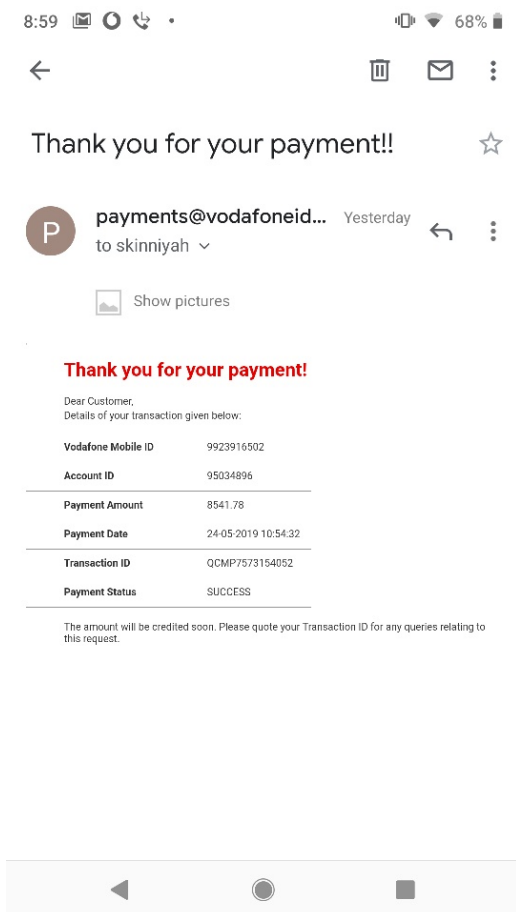 8:59
68%
Thank you for your payment!!
P
payments@vodafoneid... Yesterday
to skinniyah
Show pictures
Thank you for your payment!
Dear Customer,
Details of your transaction given below:
Vodafone Mobile ID 9923916502
Account ID 95034896
Payment Amount 8541.78
Payment Date 24-05-2019 10:54:32
Transaction ID QCMP7573154052
Payment Status SUCCESS
The amount will be credited soon. Please quote your Transaction ID for any queries relating to
this request.